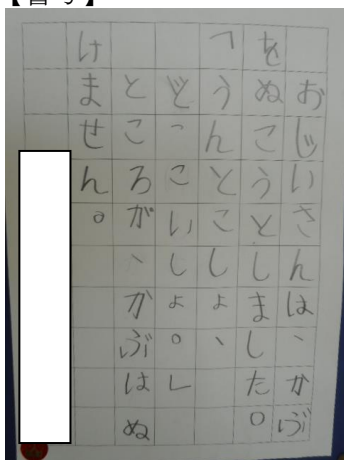 おじいさんは、かぶ
をぬこうとしました。
「うんとこしょ、
どっこいしょ。」
ところが、かぶはぬ
けません。